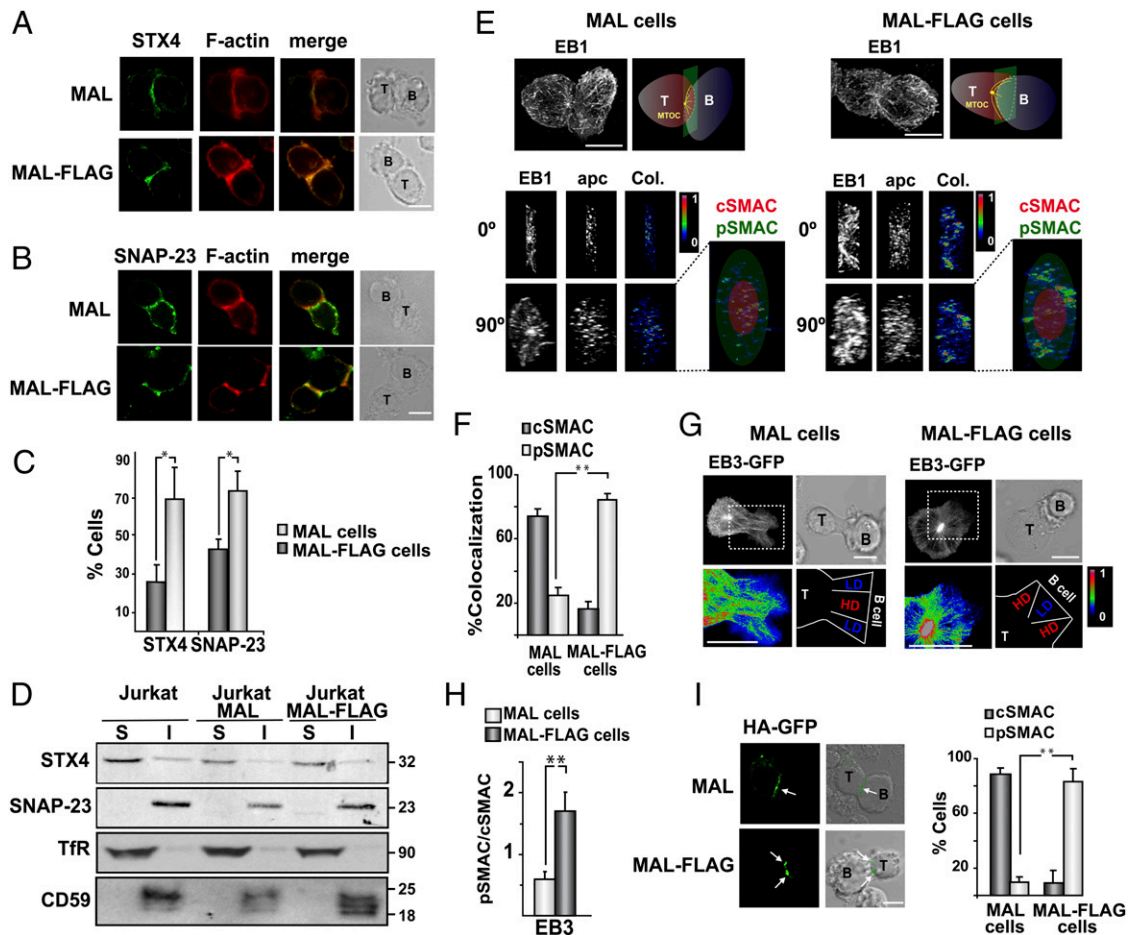 A
STX4 F-actin merge
MAL
T B
MAL-FLAG
B
T
B
SNAP-23 F-actin merge
MAL
B
T
MAL-FLAG
B
T
C
% Cells
90
70
50
30
10
* *
STX4 SNAP-23
MAL cells
MAL-FLAG cells
D
Jurkat Jurkat MAL Jurkat MAL-FLAG
S I S I S I
STX4 32
SNAP-23 23
TfR 90
CD59 25
18
E
MAL cells MAL-FLAG cells
EB1
T B
MTOC
EB1
T B
MTOC
EB1 apc Col. 1 0 cSMAC pSMAC
0º
90º
EB1 apc Col. 1 0 cSMAC pSMAC
0º
90º
F
cSMAC
pSMAC
%Colocalization
100
60
20
**
MAL cells MAL-FLAG cells
G
MAL cells MAL-FLAG cells
EB3-GFP
T B
EB3-GFP
T B
T LD HD LD B cell
T HD LD HD B cell
1
0
H
MAL cells
MAL-FLAG cells
pSMAC/cSMAC
2
1
**
EB3
I
HA-GFP
MAL
T B
MAL-FLAG
B T
cSMAC
pSMAC
% Cells
100
60
20
**
MAL cells MAL-FLAG cells